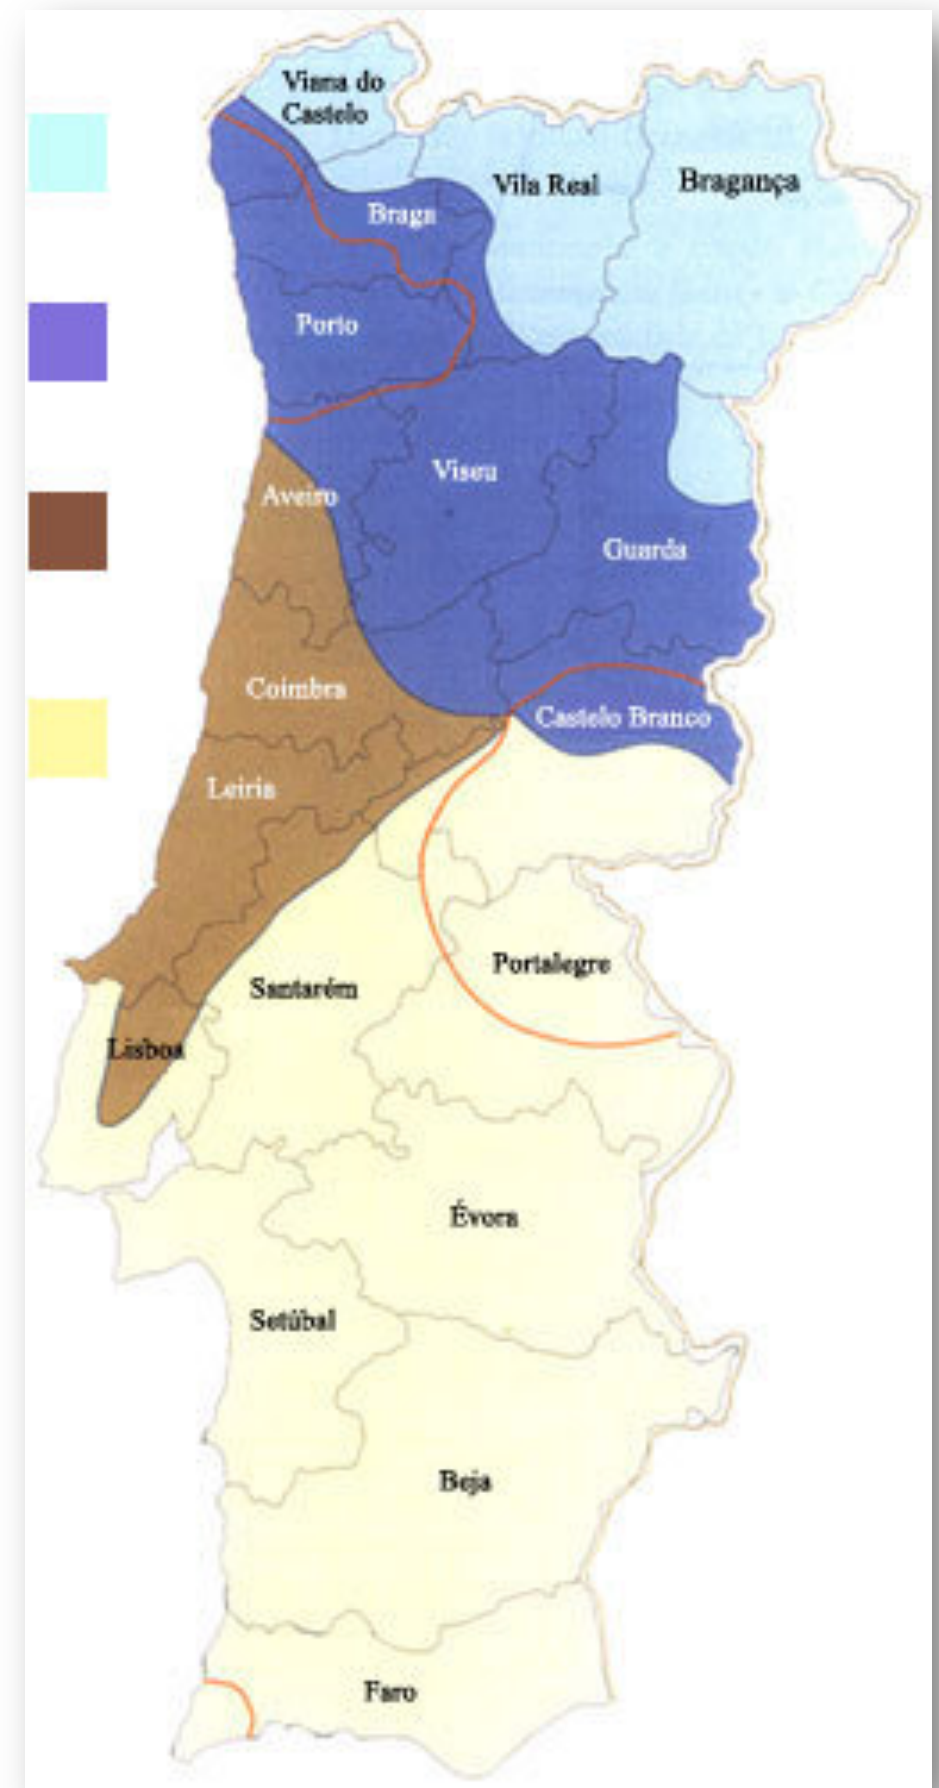 Viana do
Castelo
Vila Real
Bragança
Braga
Porto
Viseu
Aveiro
Guarda
Coimbra
Castelo Branco
Leiria
Portalegre
Santarém
Lisboa
Évora
Setúbal
Beja
Faro